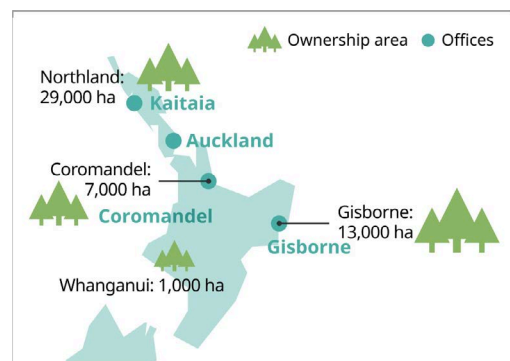 Ownership area
Offices
Northland:
29,000 ha
Kaitaia
Auckland
Coromandel:
7,000 ha
Coromandel
Gisborne:
13,000 ha
Gisborne
Whanganui: 1,000 ha